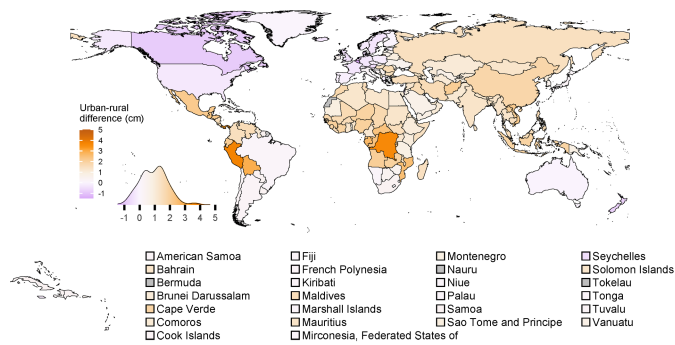 Urban-rural
difference (cm)
5
4
3
2
1
0
-1
-1 0 1 2 3 4 5
American Samoa
Bahrain
Bermuda
Brunei Darussalam
Cape Verde
Comoros
Cook Islands
Fiji
French Polynesia
Kiribati
Maldives
Marshall Islands
Mauritius
Mirconesia, Federated States of
Montenegro
Nauru
Niue
Palau
Samoa
Sao Tome and Principe
Seychelles
Solomon Islands
Tokelau
Tonga
Tuvalu
Vanuatu